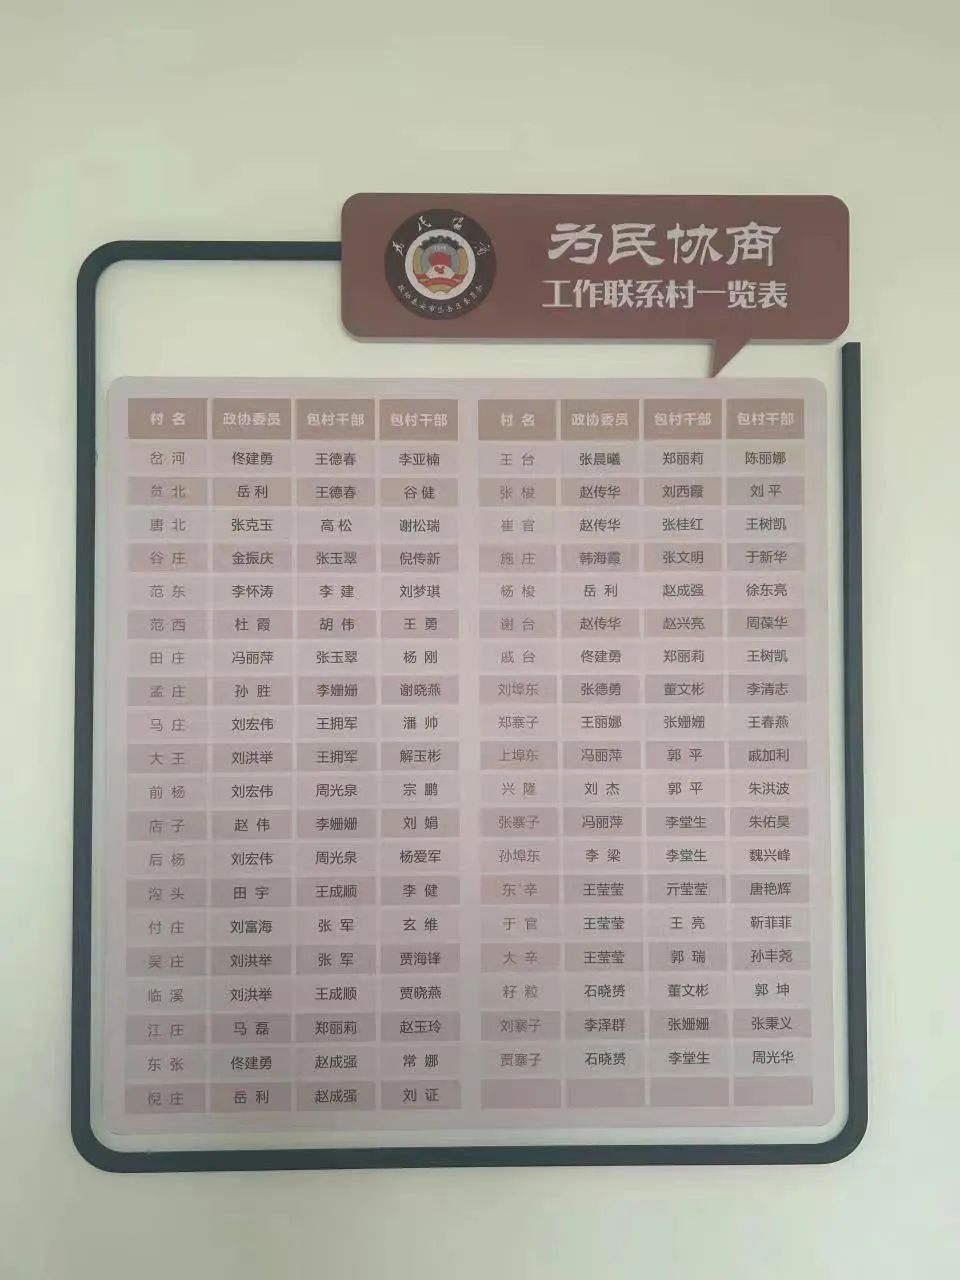 为民协商
为民协商
工作联系村一览表
政协泰安市岱岳区委员会
村 名 政协委员 包村干部 包村干部
岔 河 佟建勇 王德春 李亚楠
贠 北 岳 利 王德春 谷 健
唐 北 张克玉 高 松 谢松瑞
谷 庄 金振庆 张玉翠 倪传新
范 东 李怀涛 李 建 刘梦琪
范 西 杜 霞 胡 伟 王 勇
田 庄 冯丽萍 张玉翠 杨 刚
孟 庄 孙 胜 李姗姗 谢晓燕
马 庄 刘宏伟 王拥军 潘 帅
大 王 刘洪举 王拥军 解玉彬
前 杨 刘宏伟 周光泉 宗 鹏
店 子 赵 伟 李姗姗 刘 娟
后 杨 刘宏伟 周光泉 杨爱军
沟 头 田 宇 王成顺 李 健
付 庄 刘富海 张 军 玄 维
吴 庄 刘洪举 张 军 贾海锋
临 溪 刘洪举 王成顺 贾晓燕
江 庄 马 磊 郑丽莉 赵玉玲
东 张 佟建勇 赵成强 常 娜
倪 庄 岳 利 赵成强 刘 证
村 名 政协委员 包村干部 包村干部
王 台 张晨曦 郑丽莉 陈丽娜
张 梭 赵传华 刘西霞 刘 平
崔 官 赵传华 张桂红 王树凯
施 庄 韩海霞 张文明 于新华
杨 梭 岳 利 赵成强 徐东亮
谢 台 赵传华 赵兴亮 周葆华
戚 台 佟建勇 郑丽莉 王树凯
刘埠东 张德勇 董文彬 李清志
郑寨子 王丽娜 张姗姗 王春燕
上埠东 冯丽萍 郭 平 戚加利
兴 隆 刘 杰 郭 平 朱洪波
张寨子 冯丽萍 李堂生 朱佑昊
孙埠东 李 梁 李堂生 魏兴峰
东 辛 王莹莹 亓莹莹 唐艳辉
于 官 王莹莹 王 亮 靳菲菲
大 辛 王莹莹 郭 瑞 孙丰尧
籽 粒 石晓赟 董文彬 郭 坤
刘寨子 李泽群 张姗姗 张秉义
贾寨子 石晓赟 李堂生 周光华